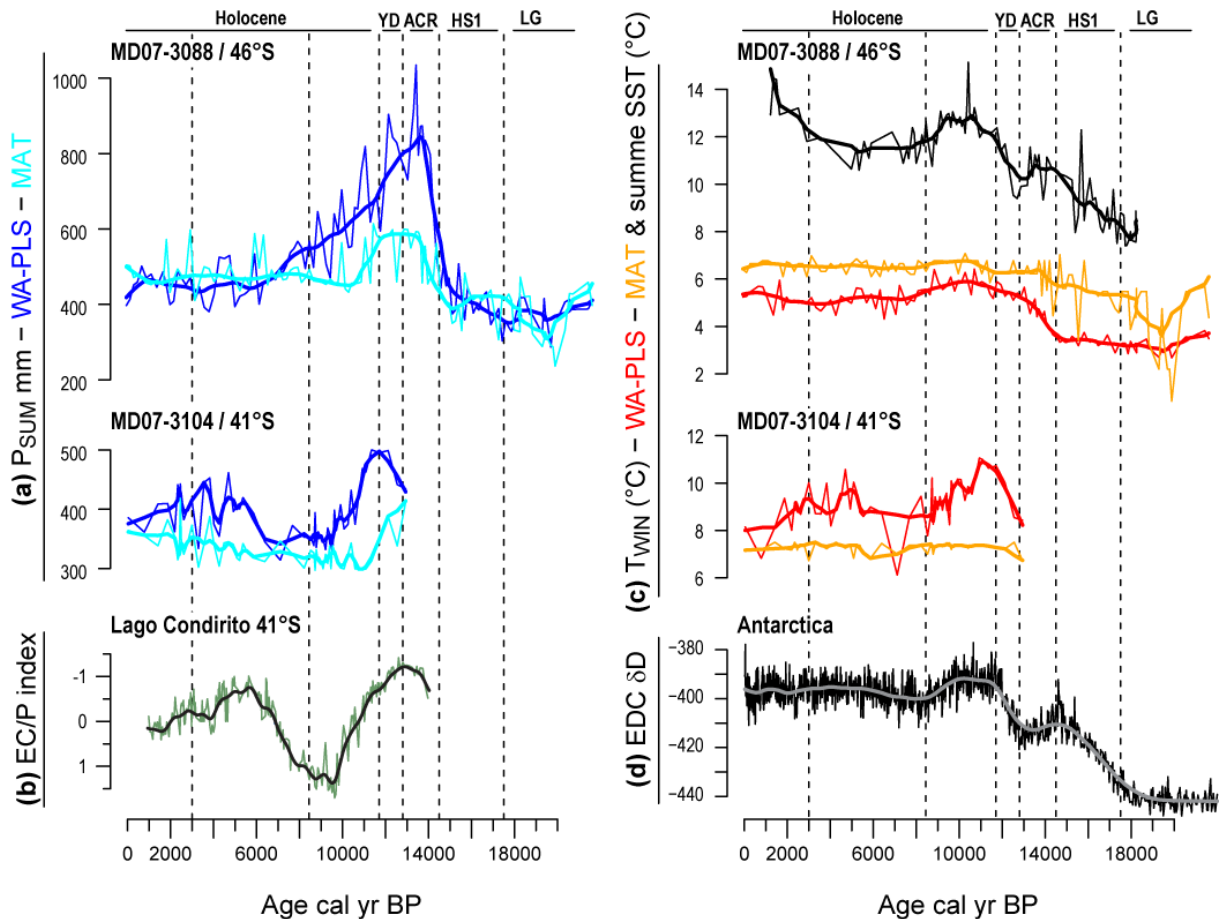 Holocene YD ACR HS1 LG
MD07-3088 / 46°S
1000
800
600
400
200
MD07-3104 / 41°S
500
400
300
Lago Condirito 41°S
-1
0
1
0 2000 6000 10000 14000 18000
Age cal yr BP
(a) PSUM mm – WA-PLS – MAT
(b) EC/P index
Holocene YD ACR HS1 LG
MD07-3088 / 46°S
14
12
10
8
6
4
2
MD07-3104 / 41°S
12
10
8
6
Antarctica
−380
−400
−420
−440
0 2000 6000 10000 14000 18000
Age cal yr BP
(c) TWIN (°C) – WA-PLS – MAT & summe SST (°C)
(d) EDC δD